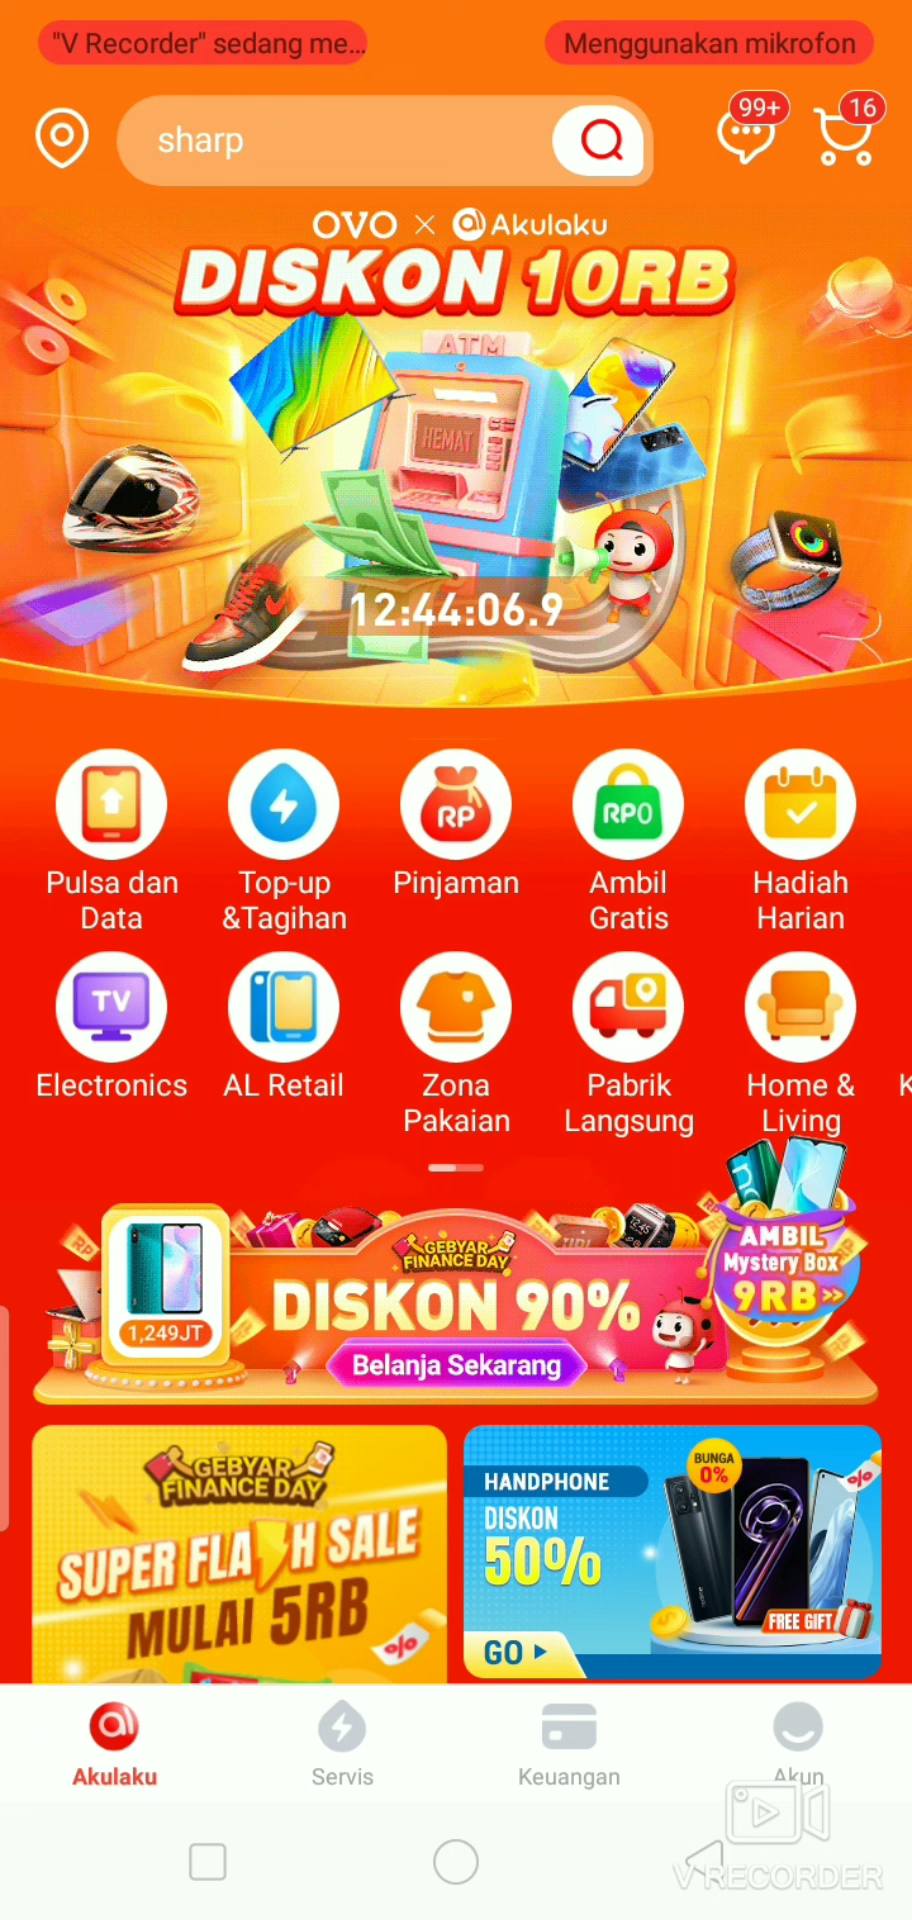 "V Recorder" sedang me...
Menggunakan mikrofon
sharp
99+
16
OVO × Akulaku
DISKON 10RB
ATM
HEMAT
12:44:06.9
RP
RP0
Pulsa dan Data
Top-up &Tagihan
Pinjaman
Ambil Gratis
Hadiah Harian
TV
Electronics
AL Retail
Zona Pakaian
Pabrik Langsung
Home & Living
K
GEBYAR FINANCE DAY
DISKON 90%
Belanja Sekarang
1,249JT
AMBIL
Mystery Box
9RB»
GEBYAR
FINANCE DAY
SUPER FLASH SALE
MULAI 5RB
%
HANDPHONE
DISKON
50%
BUNGA
0%
%
FREE GIFT
GO
Akulaku
Servis
Keuangan
Akun
V RECORDER